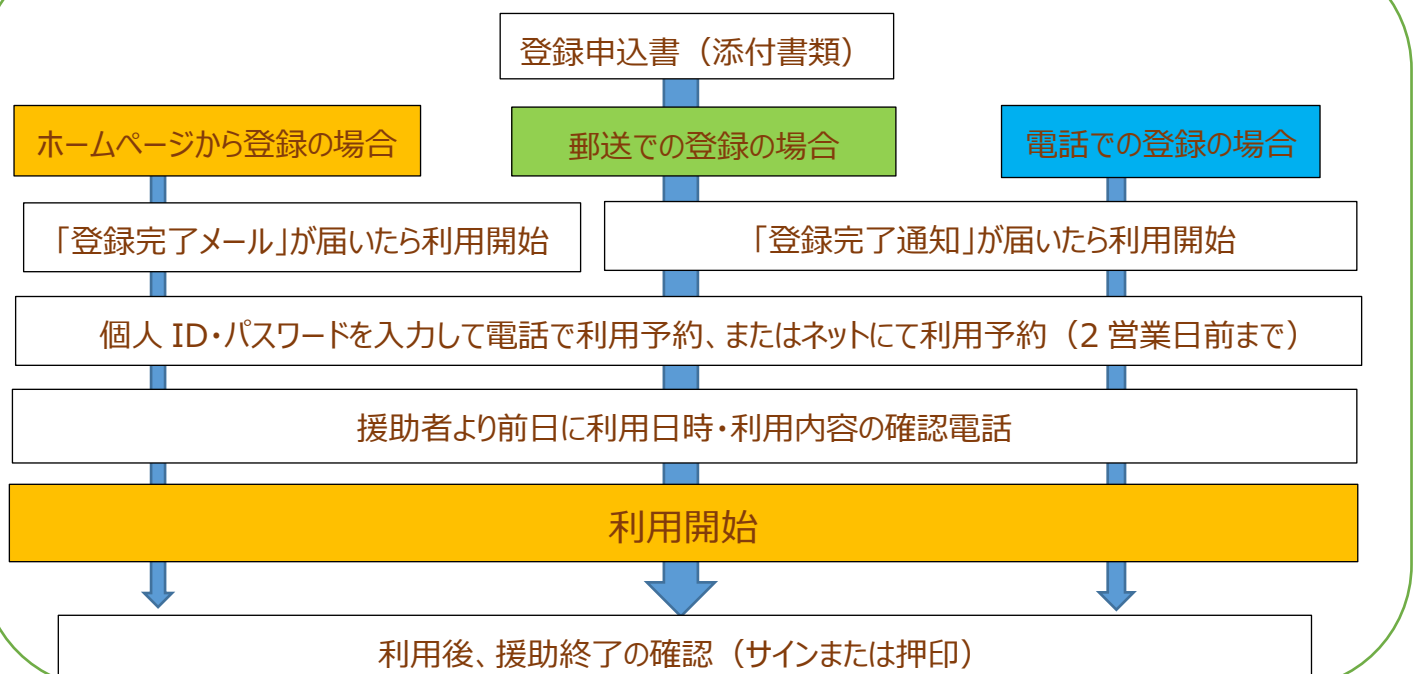 登録申込書（添付書類）
ホームページから登録の場合
郵送での登録の場合
電話での登録の場合
「登録完了メール」が届いたら利用開始
「登録完了通知」が届いたら利用開始
個人 ID・パスワードを入力して電話で利用予約、またはネットにて利用予約（2 営業日前まで）
援助者より前日に利用日時・利用内容の確認電話
利用開始
利用後、援助終了の確認（サインまたは押印）